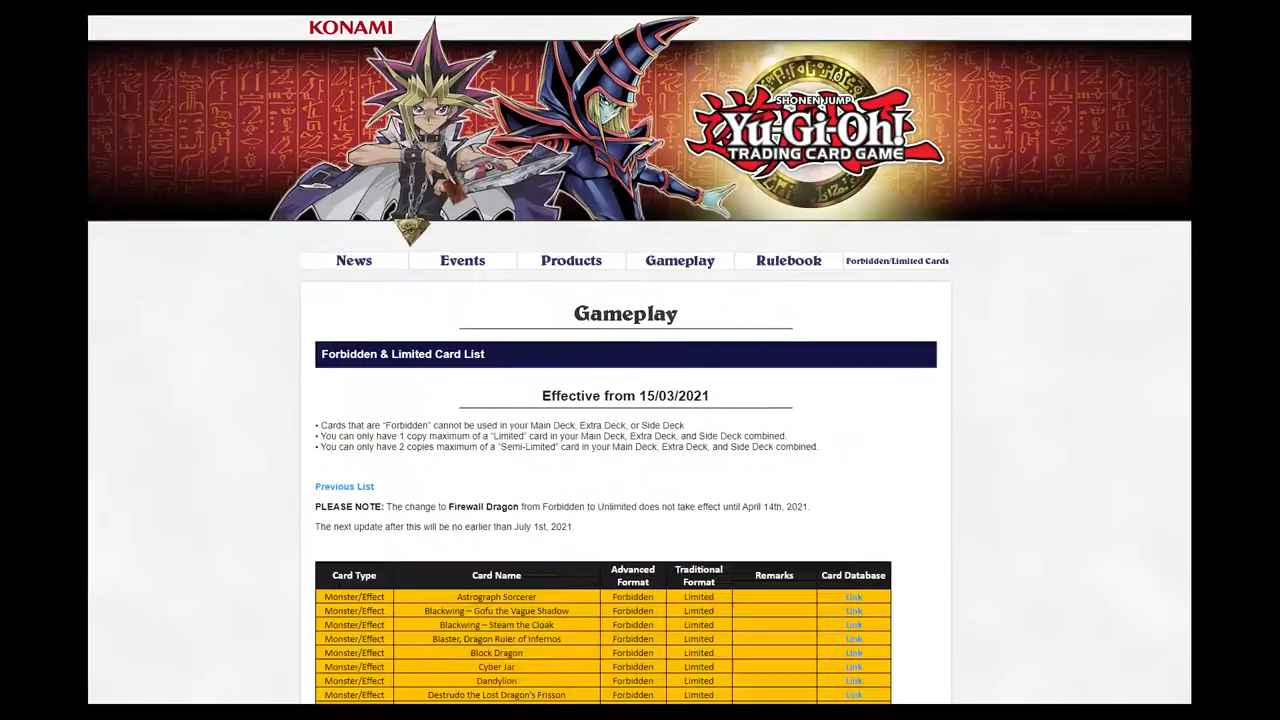 KONAMI
遊戯王
SHONEN JUMP
Yu-Gi-Oh!
TRADING CARD GAME
News Events Products Gameplay Rulebook Forbidden/Limited Cards
Gameplay
Forbidden & Limited Card List
Effective from 15/03/2021
• Cards that are “Forbidden” cannot be used in your Main Deck, Extra Deck, or Side Deck
• You can only have 1 copy maximum of a “Limited” card in your Main Deck, Extra Deck, and Side Deck combined.
• You can only have 2 copies maximum of a “Semi-Limited” card in your Main Deck, Extra Deck, and Side Deck combined.
Previous List
PLEASE NOTE: The change to Firewall Dragon from Forbidden to Unlimited does not take effect until April 14th, 2021.
The next update after this will be no earlier than July 1st, 2021.
Card Type Card Name Advanced Format Traditional Format Remarks Card Database
Monster/Effect Astrograph Sorcerer Forbidden Limited Link
Monster/Effect Blackwing – Gofu the Vague Shadow Forbidden Limited Link
Monster/Effect Blackwing – Steam the Cloak Forbidden Limited Link
Monster/Effect Blaster, Dragon Ruler of Infernos Forbidden Limited Link
Monster/Effect Block Dragon Forbidden Limited Link
Monster/Effect Cyber Jar Forbidden Limited Link
Monster/Effect Dandylion Forbidden Limited Link
Monster/Effect Destrudo the Lost Dragon's Frisson Forbidden Limited Link